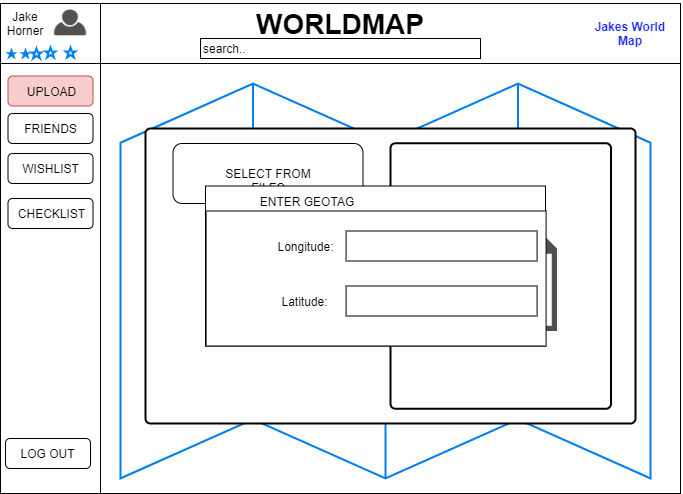 Jake
Horner
WORLDMAP
search..
Jakes World
Map
UPLOAD
FRIENDS
WISHLIST
CHECKLIST
LOG OUT
SELECT FROM
FILES
ENTER GEOTAG
Longitude:
Latitude: